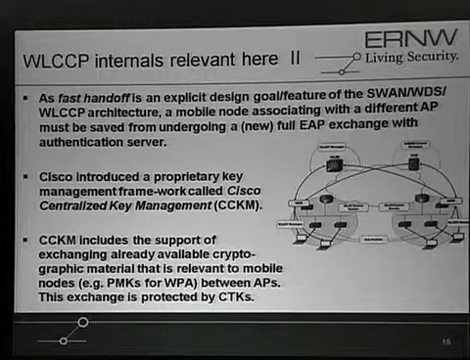 ERNW
Living Security.
WLCCP internals relevant here II
As fast handoff is an explicit design goal/feature of the SWAN/WDS/
WLCCP architecture, a mobile node associating with a different AP
must be saved from undergoing a (new) full EAP exchange with
authentication server.
Cisco introduced a proprietary key
management frame-work called Cisco
Centralized Key Management (CCKM).
CCKM includes the support of
exchanging already available crypto-
graphic material that is relevant to mobile
nodes (e.g. PMKs for WPA) between APs.
This exchange is protected by CTKs.
15